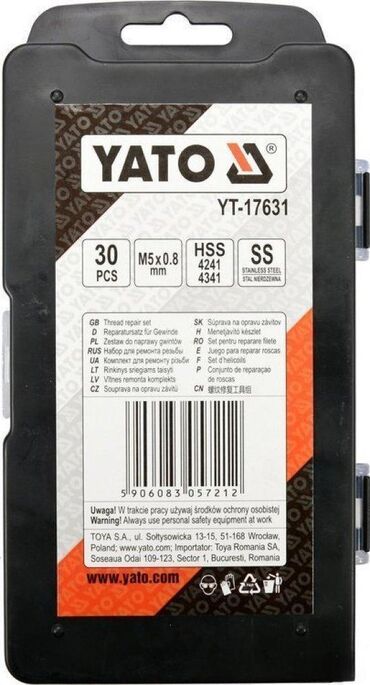 YATO ®
YT-17631
30 PCS
M5x0.8 mm
HSS 4241 4341
SS STAINLESS STEEL STAL NIERDZEWNA
GB Thread repair set
D Reparatursatz für Gewinde
PL Zestaw do naprawy gwintów
RUS Набор для ремонта резьбы
UA Комплект для ремонту різьби
LT Rinkinys sriegiams taisyti
LV Vītnes remonta komplekts
CZ Souprava na opravu závitů
SK Súprava na opravu závitov
H Menetjavító készlet
RO Set pentru reparare filete
E Juego para reparar roscas
F Set d'helicoils
P Conjunto de reparaçao
de roscas
CN 螺纹修复工具组
5 906083 057212
Uwaga! W trakcie pracy używaj środków ochrony osobistej
Warning! Always use personal safety equipment at work
TOYA S.A., ul. Sołtysowicka 13-15, 51-168 Wrocław,
Poland; www.yato.com; Importator: Toya Romania SA,
Soseaua Odai 109-123, Sector 1, Bucuresti, Romania
www.yato.com